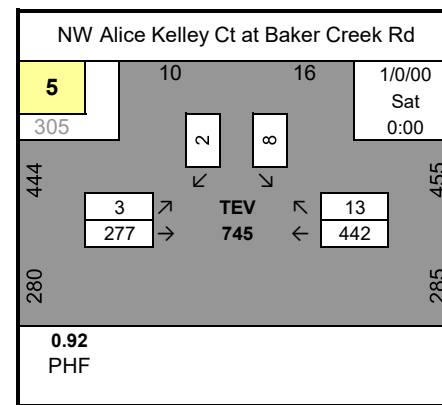 NW Alice Kelley Ct at Baker Creek Rd
5 10 16 1/0/00
Sat
305 0:00
2 8
444 455
↙ ↘
3 ↗ TEV ↖ 13
277 → 745 ← 442
280 285
0.92
PHF